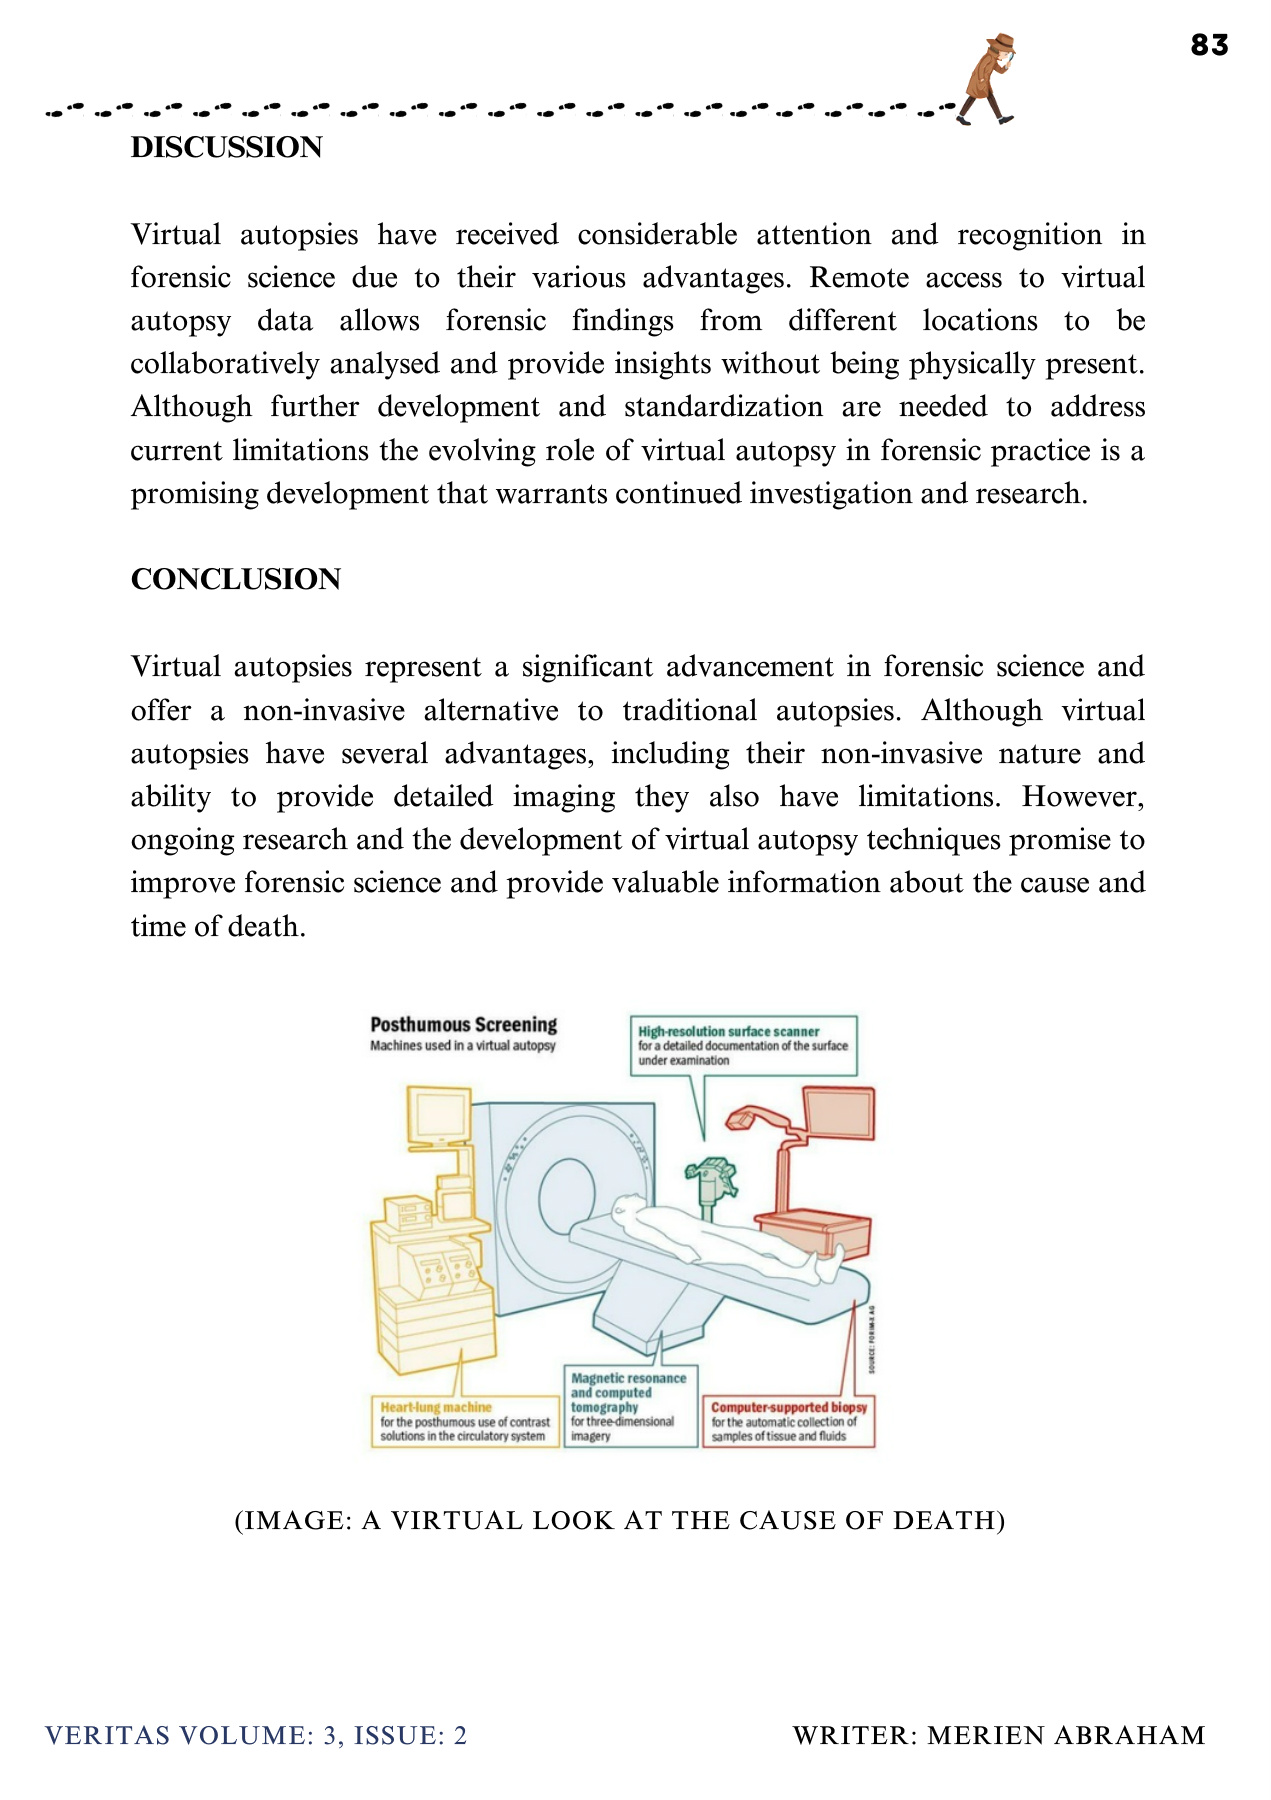 83
DISCUSSION
Virtual autopsies have received considerable attention and recognition in
forensic science due to their various advantages. Remote access to virtual
autopsy data allows forensic findings from different locations to be
collaboratively analysed and provide insights without being physically present.
Although further development and standardization are needed to address
current limitations the evolving role of virtual autopsy in forensic practice is a
promising development that warrants continued investigation and research.
CONCLUSION
Virtual autopsies represent a significant advancement in forensic science and
offer a non-invasive alternative to traditional autopsies. Although virtual
autopsies have several advantages, including their non-invasive nature and
ability to provide detailed imaging they also have limitations. However,
ongoing research and the development of virtual autopsy techniques promise to
improve forensic science and provide valuable information about the cause and
time of death.
Posthumous Screening
Machines used in a virtual autopsy
High-resolution surface scanner
for a detailed documentation of the surface
under examination
SOURCE: FORIM-X AG
Heart-lung machine
for the posthumous use of contrast
solutions in the circulatory system
Magnetic resonance
and computed
tomography
for three-dimensional
imagery
Computer-supported biopsy
for the automatic collection of
samples of tissue and fluids
(IMAGE: A VIRTUAL LOOK AT THE CAUSE OF DEATH)
VERITAS VOLUME: 3, ISSUE: 2
WRITER: MERIEN ABRAHAM